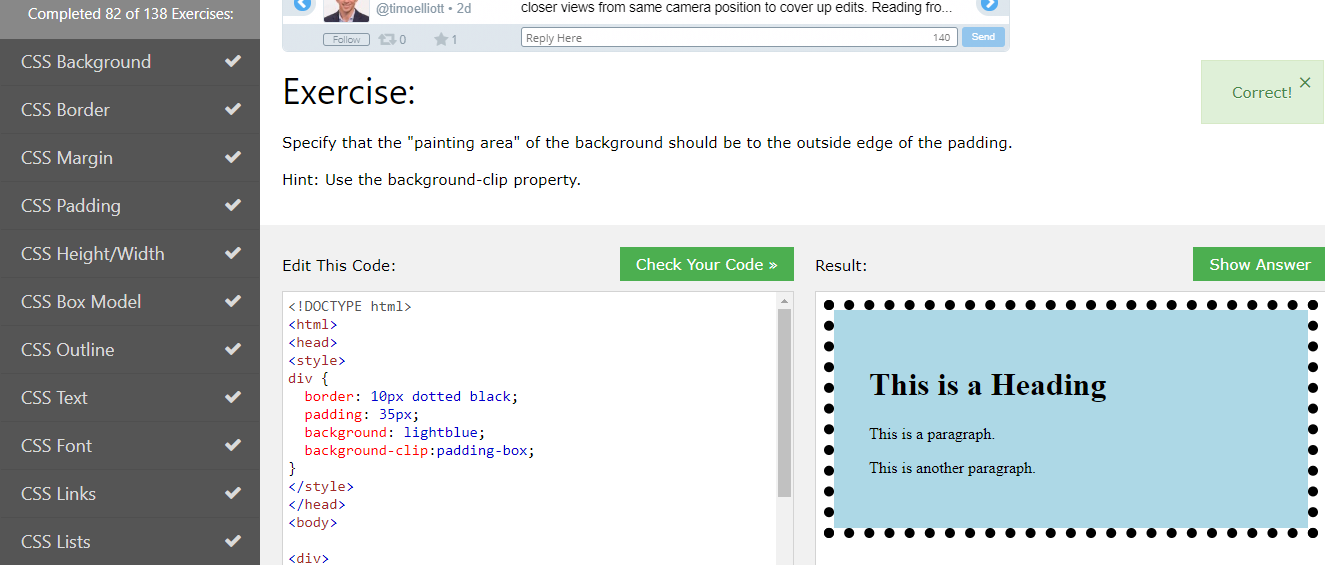 Completed 82 of 138 Exercises:
CSS Background
CSS Border
CSS Margin
CSS Padding
CSS Height/Width
CSS Box Model
CSS Outline
CSS Text
CSS Font
CSS Links
CSS Lists
@timoelliott • 2d
closer views from same camera position to cover up edits. Reading fro...
Follow 0 1
Reply Here 140 Send
Exercise:
Correct! ×
Specify that the "painting area" of the background should be to the outside edge of the padding.
Hint: Use the background-clip property.
Edit This Code:
Check Your Code »
<!DOCTYPE html>
<html>
<head>
<style>
div {
  border: 10px dotted black;
  padding: 35px;
  background: lightblue;
  background-clip:padding-box;
}
</style>
</head>
<body>
<div>
Result:
Show Answer
This is a Heading
This is a paragraph.
This is another paragraph.